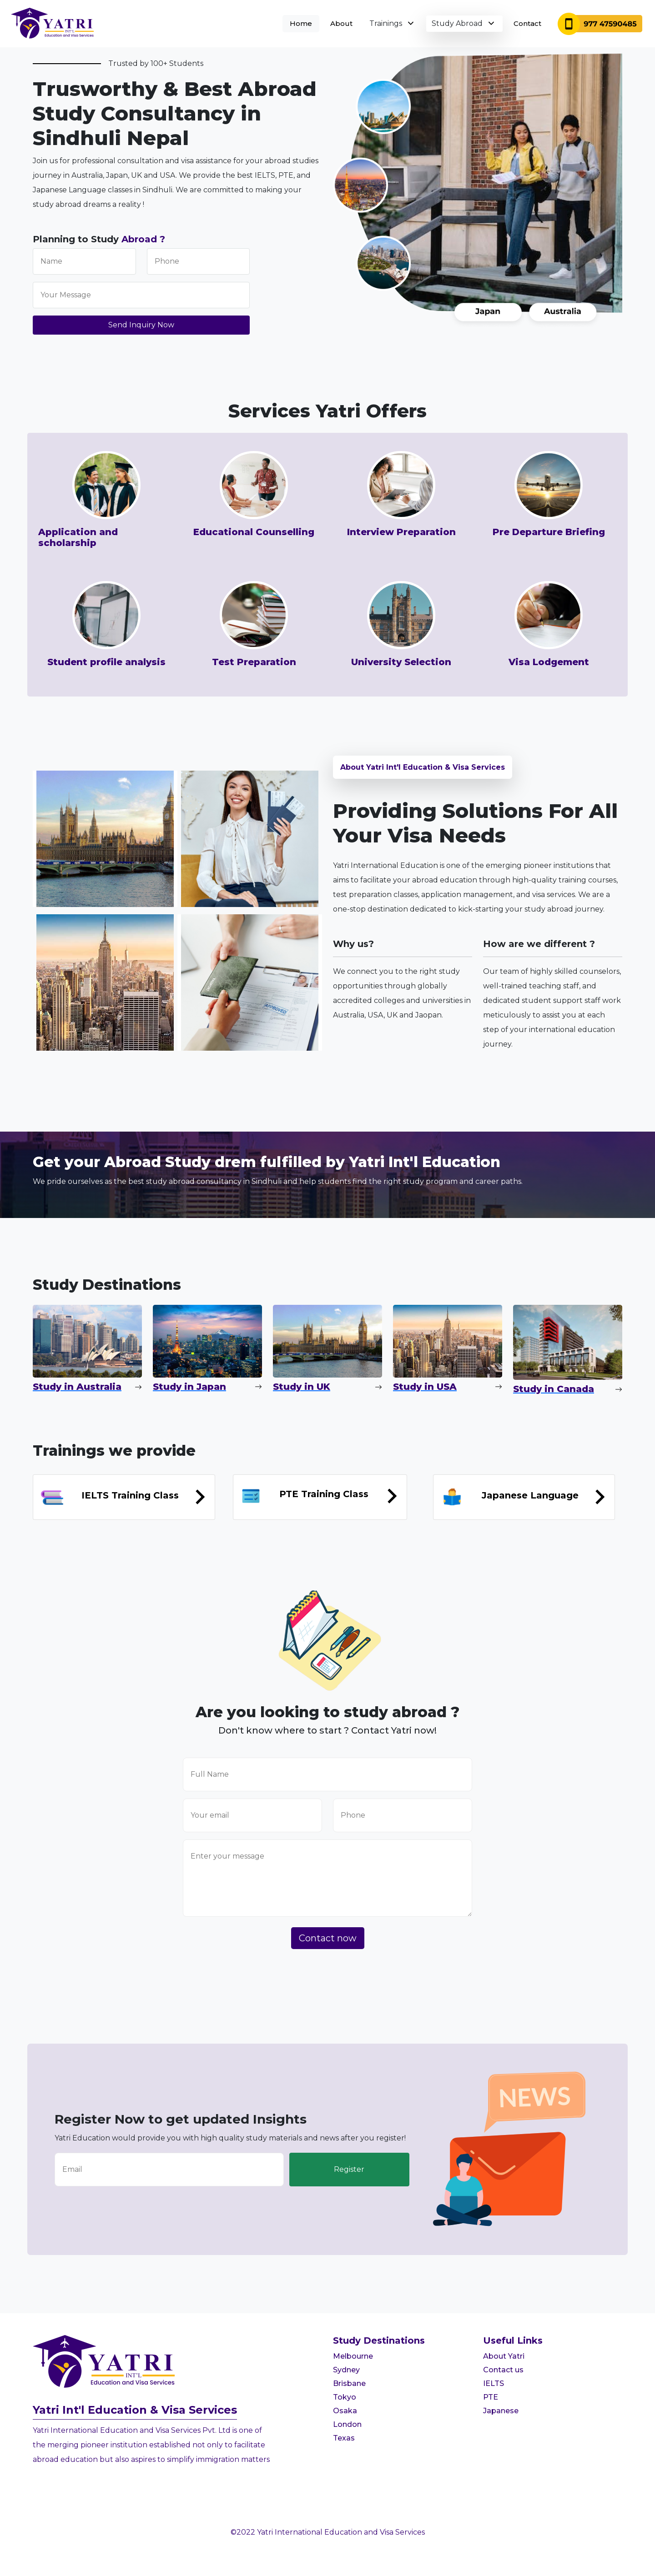 YATRI
INT'L
Education and Visa Services
Home
About
Trainings
Study Abroad
Contact
977 47590485
Trusted by 100+ Students
Trusworthy & Best Abroad
Study Consultancy in
Sindhuli Nepal
Join us for professional consultation and visa assistance for your abroad studies
journey in Australia, Japan, UK and USA. We provide the best IELTS, PTE, and
Japanese Language classes in Sindhuli. We are committed to making your
study abroad dreams a reality !
Planning to Study Abroad ?
Name
Phone
Your Message
Send Inquiry Now
Japan
Australia
Services Yatri Offers
Application and
scholarship
Educational Counselling
Interview Preparation
Pre Departure Briefing
Student profile analysis
Test Preparation
University Selection
Visa Lodgement
About Yatri Int'l Education & Visa Services
Providing Solutions For All
Your Visa Needs
Yatri International Education is one of the emerging pioneer institutions that
aims to facilitate your abroad education through high-quality training courses,
test preparation classes, application management, and visa services. We are a
one-stop destination dedicated to kick-starting your study abroad journey.
Why us?
We connect you to the right study
opportunities through globally
accredited colleges and universities in
Australia, USA, UK and Jaopan.
How are we different ?
Our team of highly skilled counselors,
well-trained teaching staff, and
dedicated student support staff work
meticulously to assist you at each
step of your international education
journey.
Get your Abroad Study drem fulfilled by Yatri Int'l Education
We pride ourselves as the best study abroad consultancy in Sindhuli and help students find the right study program and career paths.
Study Destinations
Study in Australia
Study in Japan
Study in UK
Study in USA
Study in Canada
Trainings we provide
IELTS Training Class
PTE Training Class
Japanese Language
Are you looking to study abroad ?
Don't know where to start ? Contact Yatri now!
Full Name
Your email
Phone
Enter your message
Contact now
Register Now to get updated Insights
Yatri Education would provide you with high quality study materials and news after you register!
Email
Register
NEWS
YATRI
INT'L
Education and Visa Services
Yatri Int'l Education & Visa Services
Yatri International Education and Visa Services Pvt. Ltd is one of
the merging pioneer institution established not only to facilitate
abroad education but also aspires to simplify immigration matters
Study Destinations
Melbourne
Sydney
Brisbane
Tokyo
Osaka
London
Texas
Useful Links
About Yatri
Contact us
IELTS
PTE
Japanese
©2022 Yatri International Education and Visa Services